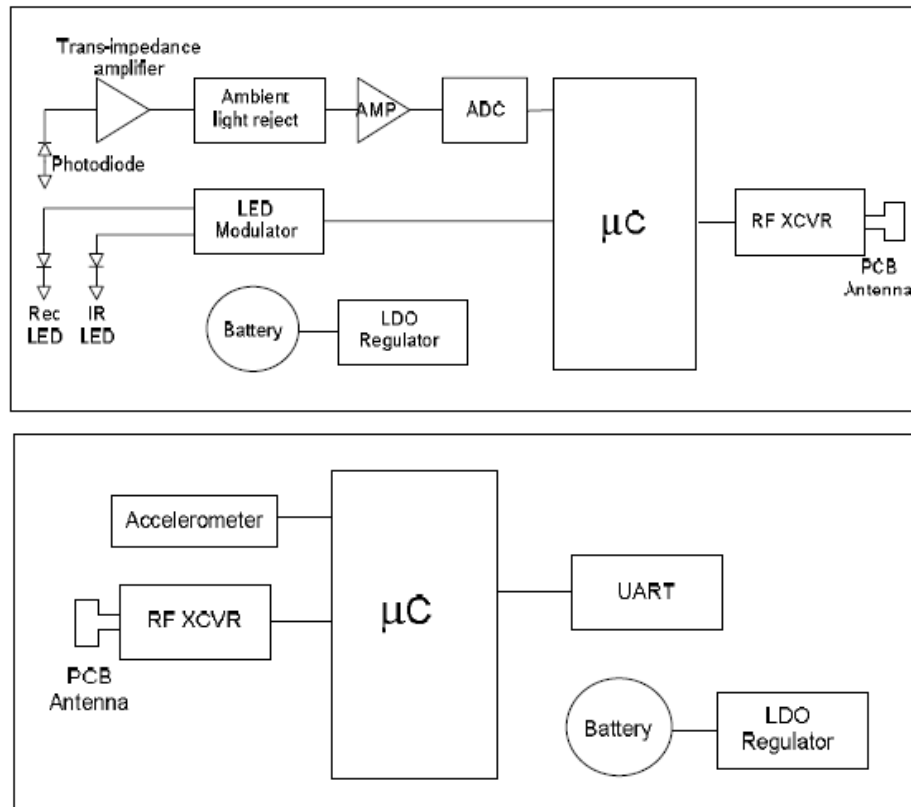 Trans-impedance
amplifier
Ambient
light reject
AMP
ADC
Photodiode
LED
Modulator
μC
RF XCVR
PCB
Antenna
Rec
LED
IR
LED
Battery
LDO
Regulator
Accelerometer
RF XCVR
μC
UART
PCB
Antenna
Battery
LDO
Regulator